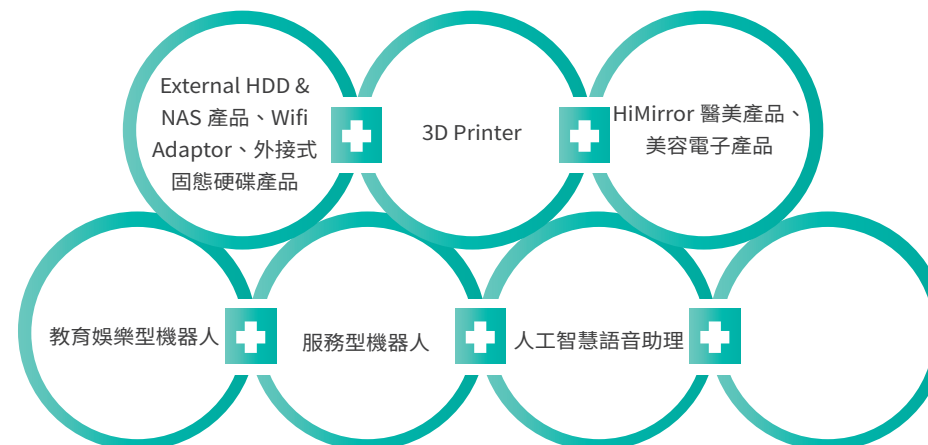 External HDD &
NAS 產品、Wifi
Adaptor、外接式
固態硬碟產品
3D Printer
HiMirror 醫美產品、
美容電子產品
教育娛樂型機器人
服務型機器人
人工智慧語音助理